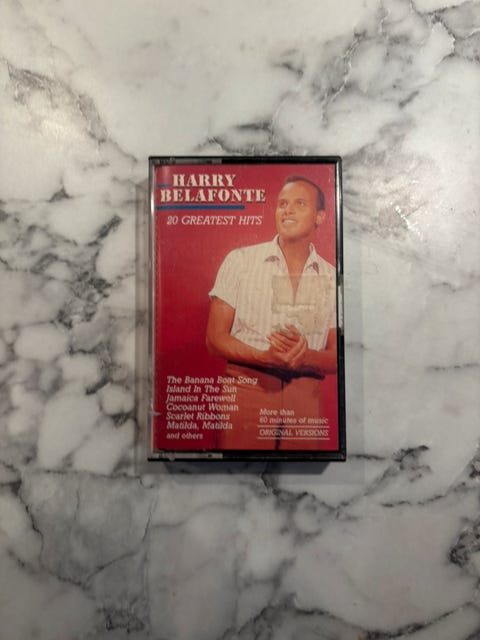 HARRY
BELAFONTE
20 GREATEST HITS
The Banana Boat Song
Island In The Sun
Jamaica Farewell
Cocoanut Woman
Scarlet Ribbons
Matilda, Matilda
and others
More than
60 minutes of music
ORIGINAL VERSIONS